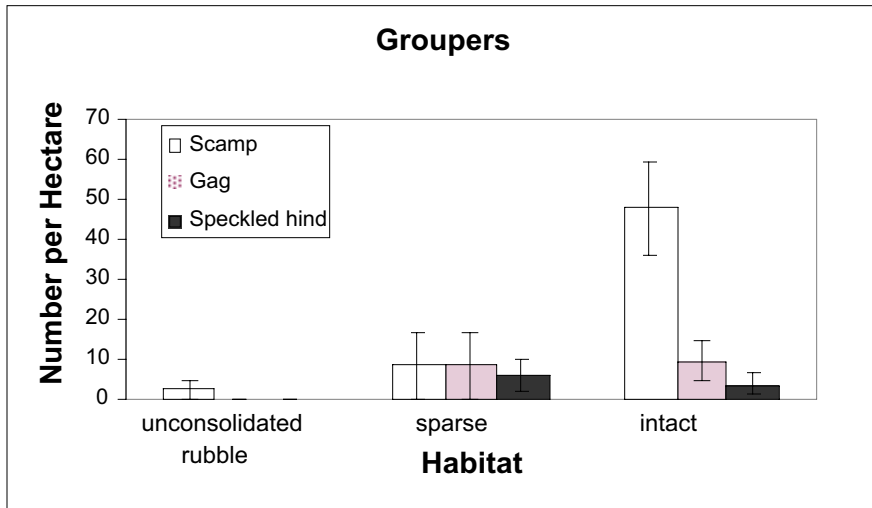 Groupers
Number per Hectare
70
60
50
40
30
20
10
0
Scamp
Gag
Speckled hind
unconsolidated
rubble
sparse
intact
Habitat